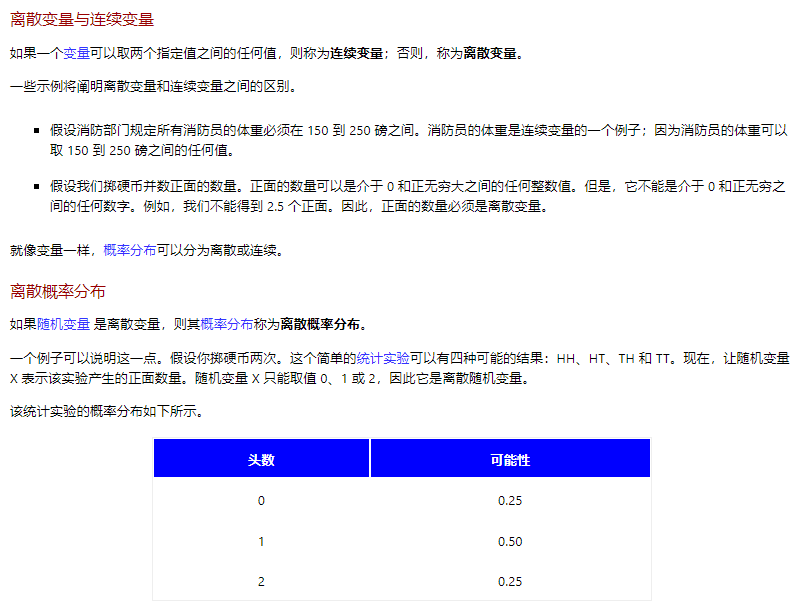 离散变量与连续变量
如果一个变量可以取两个指定值之间的任何值，则称为连续变量；否则，称为离散变量。
一些示例将阐明离散变量和连续变量之间的区别。
▪ 假设消防部门规定所有消防员的体重必须在 150 到 250 磅之间。消防员的体重是连续变量的一个例子；因为消防员的体重可以
取 150 到 250 磅之间的任何值。
▪ 假设我们掷硬币并数正面的数量。正面的数量可以是介于 0 和正无穷大之间的任何整数值。但是，它不能是介于 0 和正无穷之
间的任何数字。例如，我们不能得到 2.5 个正面。因此，正面的数量必须是离散变量。
就像变量一样，概率分布可以分为离散或连续。
离散概率分布
如果随机变量 是离散变量，则其概率分布称为离散概率分布。
一个例子可以说明这一点。假设你掷硬币两次。这个简单的统计实验可以有四种可能的结果：HH、HT、TH 和 TT。现在，让随机变量
X 表示该实验产生的正面数量。随机变量 X 只能取值 0、1 或 2，因此它是离散随机变量。
该统计实验的概率分布如下所示。
头数 可能性
0 0.25
1 0.50
2 0.25